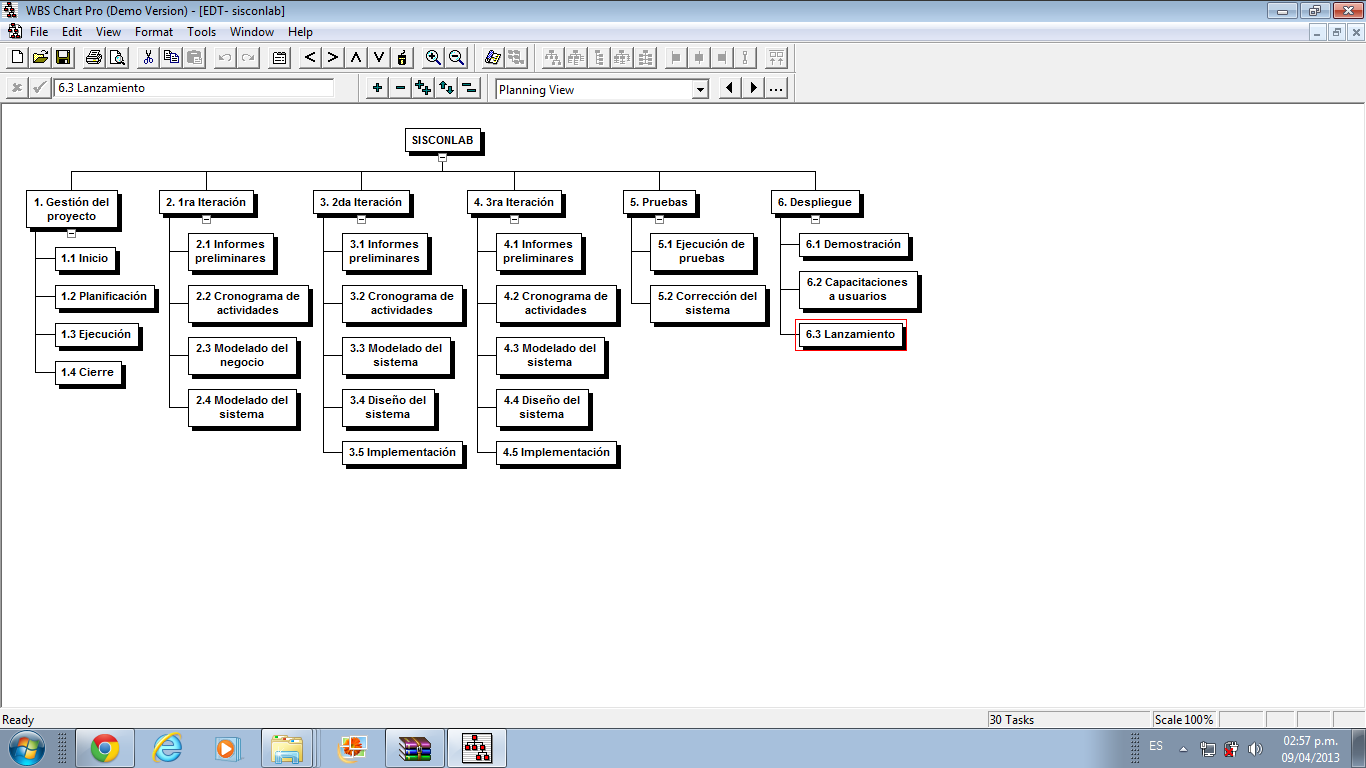 WBS Chart Pro (Demo Version) - [EDT- sisconlab]
File Edit View Format Tools Window Help
6.3 Lanzamiento
Planning View
SISCONLAB
1. Gestión del
proyecto
1.1 Inicio
1.2 Planificación
1.3 Ejecución
1.4 Cierre
2. 1ra Iteración
2.1 Informes
preliminares
2.2 Cronograma de
actividades
2.3 Modelado del
negocio
2.4 Modelado del
sistema
3. 2da Iteración
3.1 Informes
preliminares
3.2 Cronograma de
actividades
3.3 Modelado del
sistema
3.4 Diseño del
sistema
3.5 Implementación
4. 3ra Iteración
4.1 Informes
preliminares
4.2 Cronograma de
actividades
4.3 Modelado del
sistema
4.4 Diseño del
sistema
4.5 Implementación
5. Pruebas
5.1 Ejecución de
pruebas
5.2 Corrección del
sistema
6. Despliegue
6.1 Demostración
6.2 Capacitaciones
a usuarios
6.3 Lanzamiento
Ready
30 Tasks
Scale 100%
ES
02:57 p.m.
09/04/2013